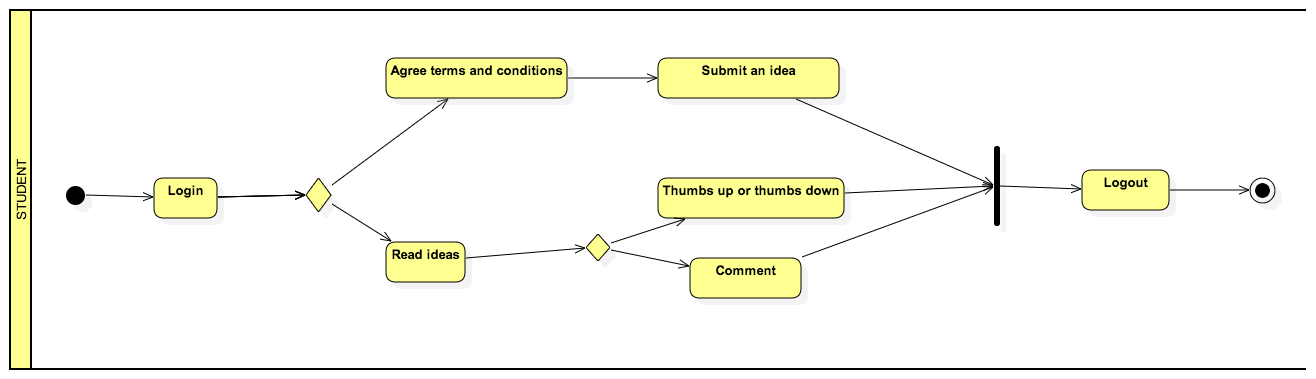 STUDENT
Login
Agree terms and conditions
Submit an idea
Read ideas
Thumbs up or thumbs down
Comment
Logout